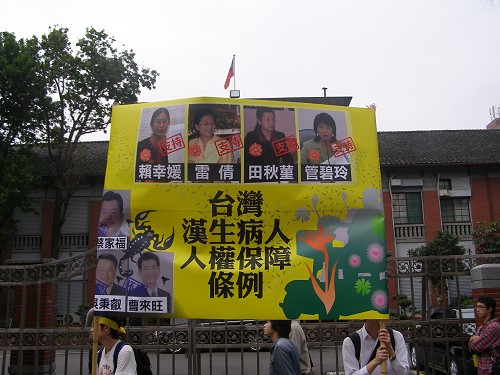 支持 支持 支持 支持
賴幸媛 雷倩 田秋堇 管碧玲
台灣
漢生病人
人權保障
條例
蔡家福
吳秉叡 曹來旺